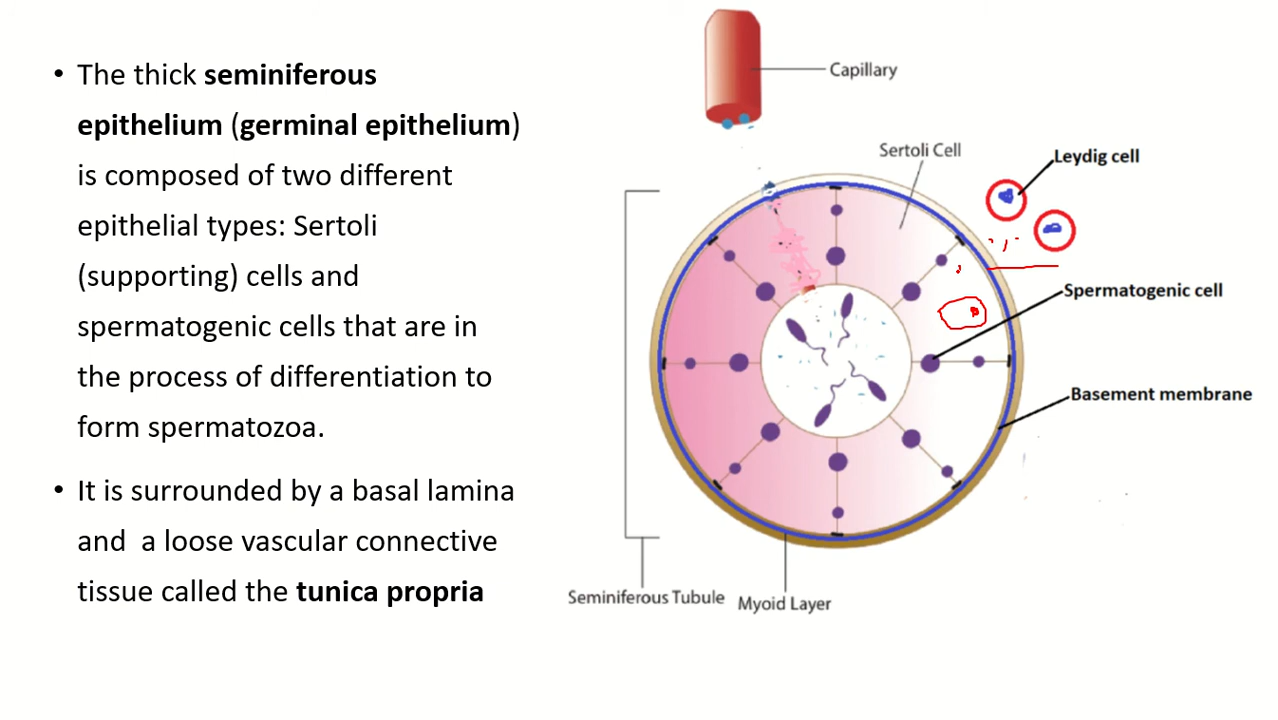 • The thick seminiferous
epithelium (germinal epithelium)
is composed of two different
epithelial types: Sertoli
(supporting) cells and
spermatogenic cells that are in
the process of differentiation to
form spermatozoa.
• It is surrounded by a basal lamina
and  a loose vascular connective
tissue called the tunica propria
Capillary
Sertoli Cell
Leydig cell
Spermatogenic cell
Basement membrane
Seminiferous Tubule
Myoid Layer